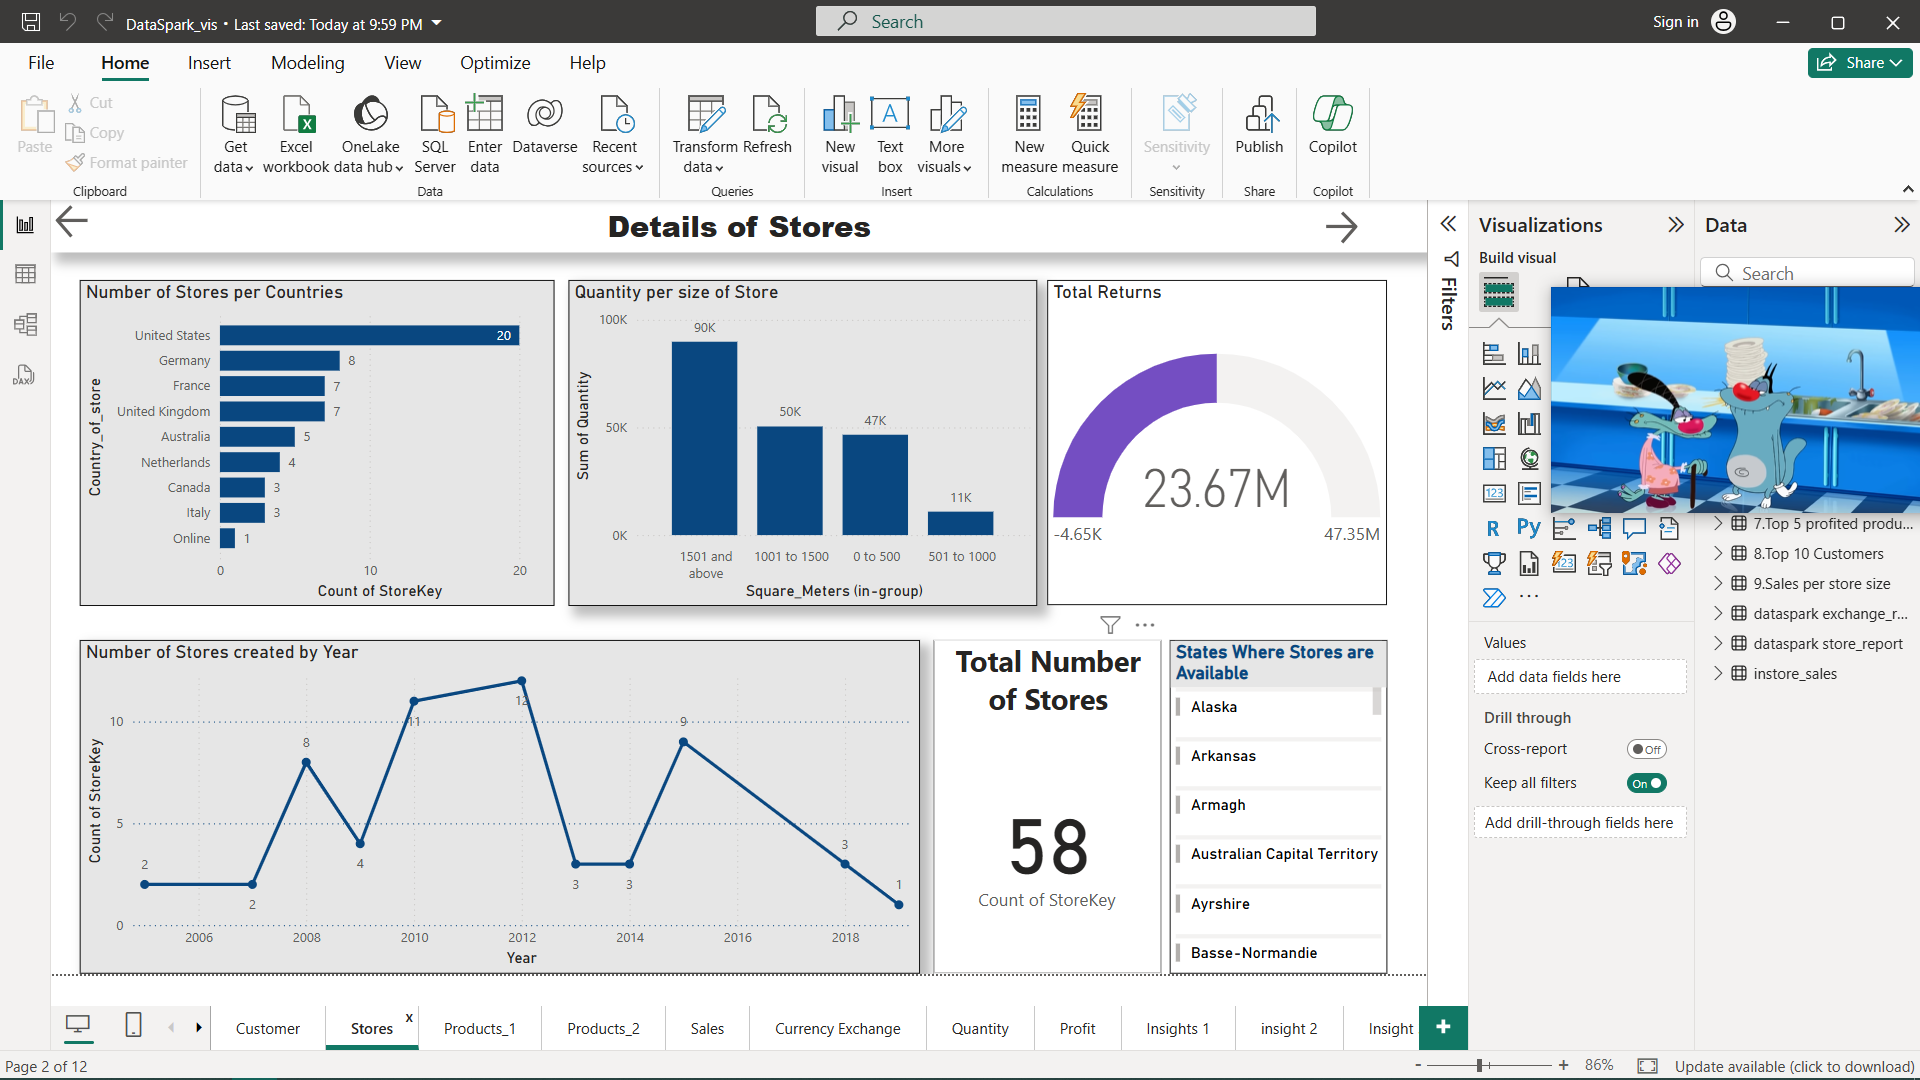 DataSpark_vis • Last saved: Today at 9:59 PM
Search
Sign in
File
Home
Insert
Modeling
View
Optimize
Help
Share
Paste
Cut
Copy
Format painter
Clipboard
Get data
Excel workbook
OneLake data hub
SQL Server
Enter data
Dataverse
Recent sources
Data
Transform data
Refresh
Queries
New visual
Text box
More visuals
Insert
New measure
Quick measure
Calculations
Sensitivity
Sensitivity
Publish
Share
Copilot
Copilot
Details of Stores
Number of Stores per Countries
Country_of_store
United States 20
Germany 8
France 7
United Kingdom 7
Australia 5
Netherlands 4
Canada 3
Italy 3
Online 1
0 10 20
Count of StoreKey
Quantity per size of Store
Sum of Quantity
100K
50K
0K
90K
50K
47K
11K
1501 and above
1001 to 1500
0 to 500
501 to 1000
Square_Meters (in-group)
Total Returns
23.67M
-4.65K
47.35M
Number of Stores created by Year
Count of StoreKey
10
5
0
2
2
8
4
11
12
3
3
9
3
1
2006 2008 2010 2012 2014 2016 2018
Year
Total Number
of Stores
58
Count of StoreKey
States Where Stores are
Available
Alaska
Arkansas
Armagh
Australian Capital Territory
Ayrshire
Basse-Normandie
Filters
Visualizations
Build visual
123
R
Py
123
Values
Add data fields here
Drill through
Cross-report
Off
Keep all filters
On
Add drill-through fields here
Data
Search
7.Top 5 profited produ...
8.Top 10 Customers
9.Sales per store size
dataspark exchange_r...
dataspark store_report
instore_sales
DAX
Customer
Stores
x
Products_1
Products_2
Sales
Currency Exchange
Quantity
Profit
Insights 1
insight 2
Insight
+
Page 2 of 12
- + 86%
Update available (click to download)